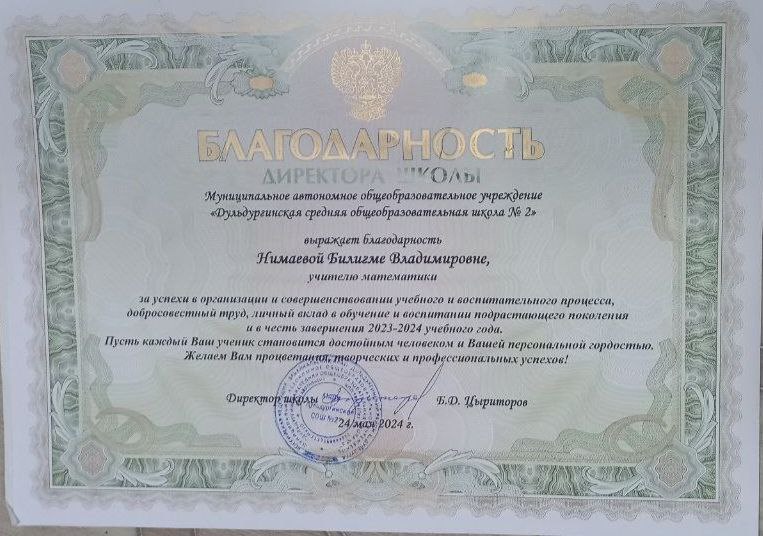 БЛАГОДАРНОСТЬ
ДИРЕКТОРА ШКОЛЫ
Муниципальное автономное общеобразовательное учреждение
«Дульдургинская средняя общеобразовательная школа № 2»
выражает благодарность
Нимаевой Билигме Владимировне,
учителю математики
за успехи в организации и совершенствовании учебного и воспитательного процесса,
добросовестный труд, личный вклад в обучение и воспитании подрастающего поколения
и в честь завершения 2023-2024 учебного года.
Пусть каждый Ваш ученик становится достойным человеком и Вашей персональной гордостью.
Желаем Вам процветания, творческих и профессиональных успехов!
Директор школы Б.Д. Цыриторов
СОШ №2
24 мая 2024 г.